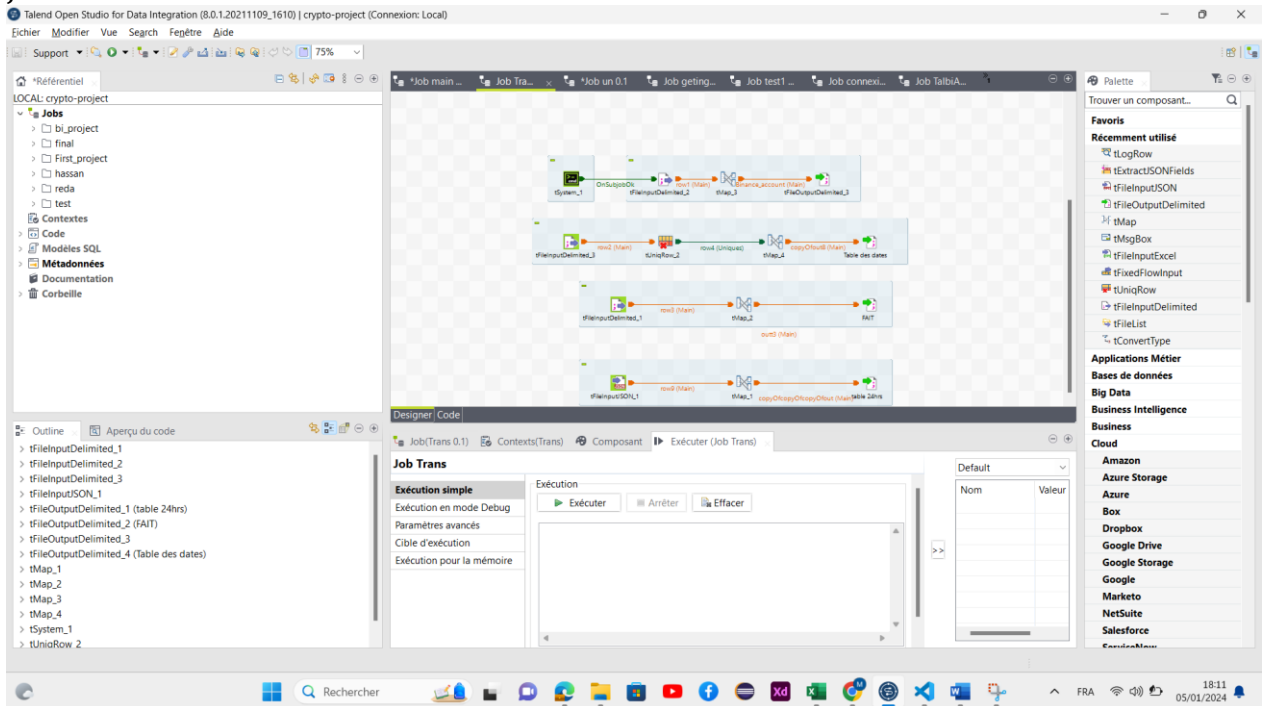 Talend Open Studio for Data Integration (8.0.1.20211109_1610) | crypto-project (Connexion: Local)
Fichier Modifier Vue Search Fenêtre Aide
Support 75%
*Référentiel
LOCAL: crypto-project
Jobs
bi_project
final
First_project
hassan
reda
test
Contextes
Code
Modèles SQL
Métadonnées
Documentation
Corbeille
*Job main ... Job Tra... *Job un 0.1 Job geting... Job test1 ... Job connexi... Job TalbiA...
OnSubjobOk row1 (Main) Binance_account (Main)
tSystem_1 tFileInputDelimited_2 tMap_3 tFileOutputDelimited_3
row2 (Main) row4 (Uniques) copyOfout8 (Main)
tFileInputDelimited_3 tUniqRow_2 tMap_4 Table des dates
row3 (Main)
tFileInputDelimited_1 tMap_2 FAIT
out5 (Main)
row9 (Main)
tFileInputJSON_1 tMap_1 copyOfcopyOfcopyOfout (Main) table 24hrs
Designer Code
Palette
Trouver un composant...
Favoris
Récemment utilisé
tLogRow
tExtractJSONFields
tFileInputJSON
tFileOutputDelimited
tMap
tMsgBox
tFileInputExcel
tFixedFlowInput
tUniqRow
tFileInputDelimited
tFileList
tConvertType
Applications Métier
Bases de données
Big Data
Business Intelligence
Business
Cloud
Amazon
Azure Storage
Azure
Box
Dropbox
Google Drive
Google Storage
Google
Marketo
NetSuite
Salesforce
ServiceNow
Outline Aperçu du code
tFileInputDelimited_1
tFileInputDelimited_2
tFileInputDelimited_3
tFileInputJSON_1
tFileOutputDelimited_1 (table 24hrs)
tFileOutputDelimited_2 (FAIT)
tFileOutputDelimited_3
tFileOutputDelimited_4 (Table des dates)
tMap_1
tMap_2
tMap_3
tMap_4
tSystem_1
tUniqRow_2
Job(Trans 0.1) Contexts(Trans) Composant Exécuter (Job Trans)
Job Trans
Exécution simple
Exécution en mode Debug
Paramètres avancés
Cible d'exécution
Exécution pour la mémoire
Exécution
Exécuter Arrêter Effacer
>>
Default
Nom Valeur
Rechercher
Xd
FRA
18:11
05/01/2024